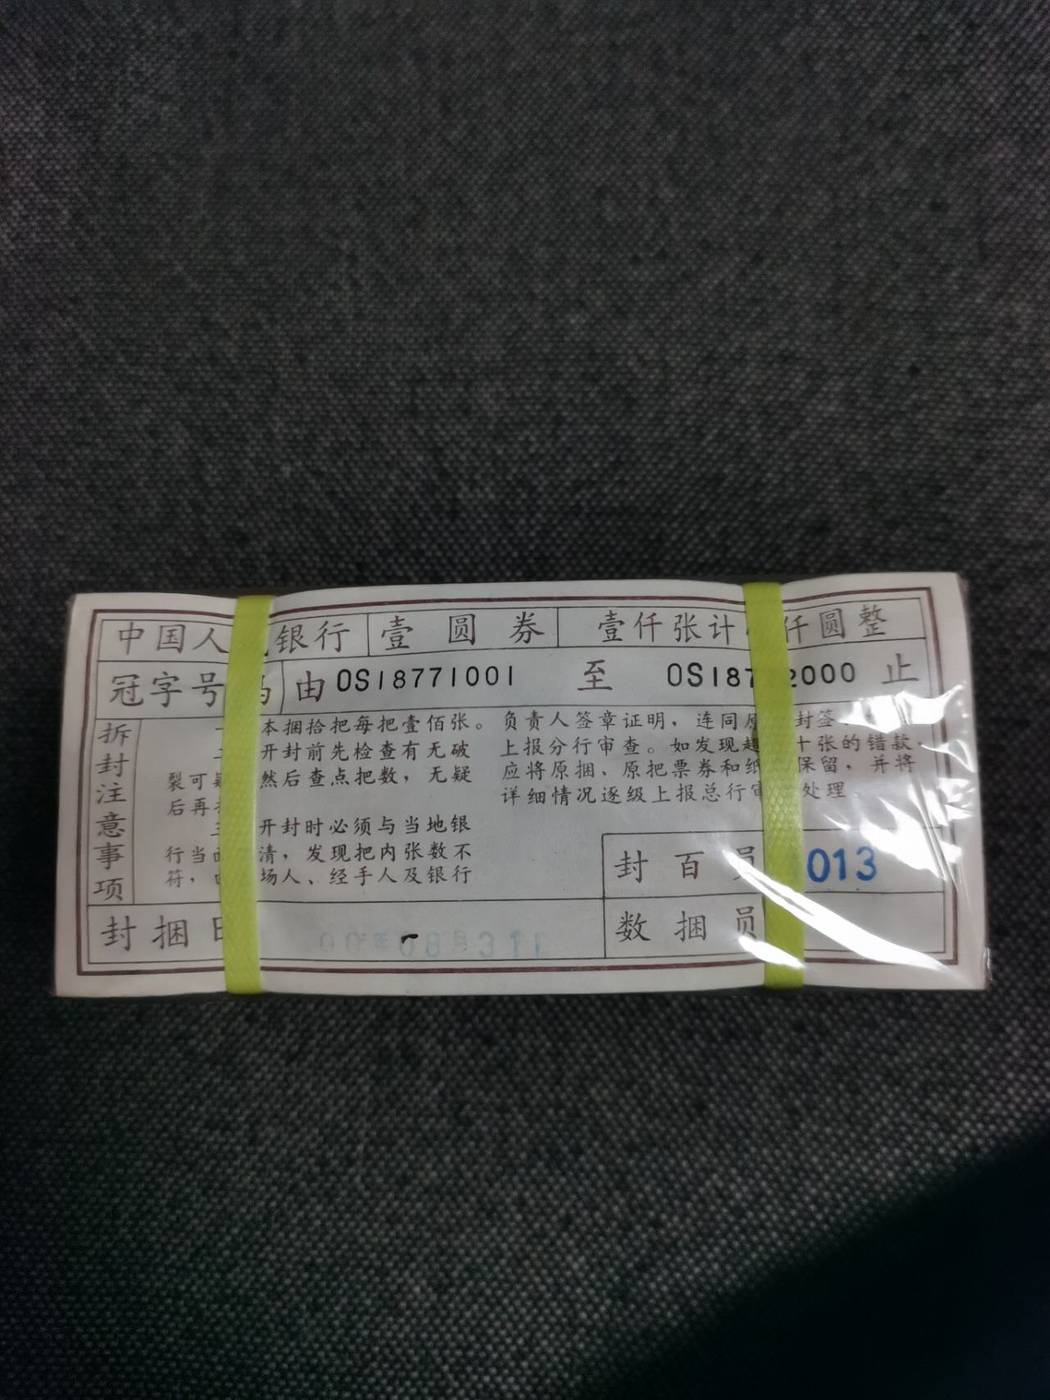 中国人 银行 壹圆券 壹仟张计 仟圆整
冠字号码 由 OS18771001 至 OS187 2000 止
拆封注意事项
本捆拾把每把壹佰张。
开封前先检查有无破
裂可 然后查点把数，无疑
后再
开封时必须与当地银
行当 清，发现把内张数不
符， 场人、经手人及银行
负责人签章证明，连同原 封签
上报分行审查。如发现 十张的错款，
应将原捆、原把票券和纸 保留，并将
详细情况逐级上报总行审 处理
封百员 013
封捆日
数捆员